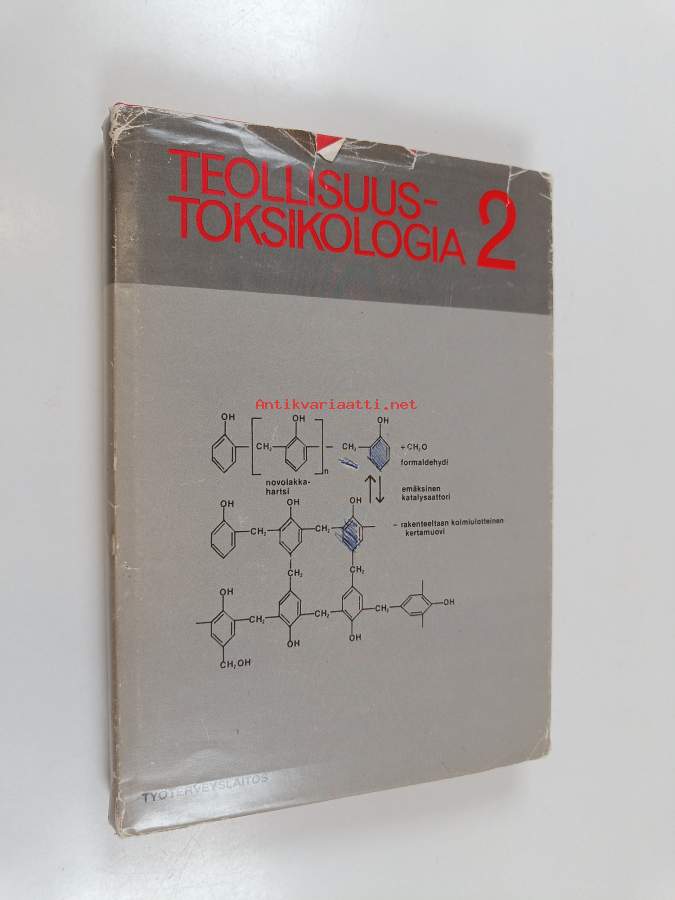 TEOLLISUUS-
TOKSIKOLOGIA 2
Antikvariaatti.net
OH OH OH
CH₂ CH₂ + CH₂O
n
formaldehydi
novolakka-
hartsi
emäksinen
katalysaattori
OH OH OH
CH₂ CH₂
– rakenteeltaan kolmiulotteinen
kertamuovi
CH₂ CH₂
OH
CH₂ CH₂ CH₂ OH
OH OH
CH₂OH
TYÖTERVEYSLAITOS